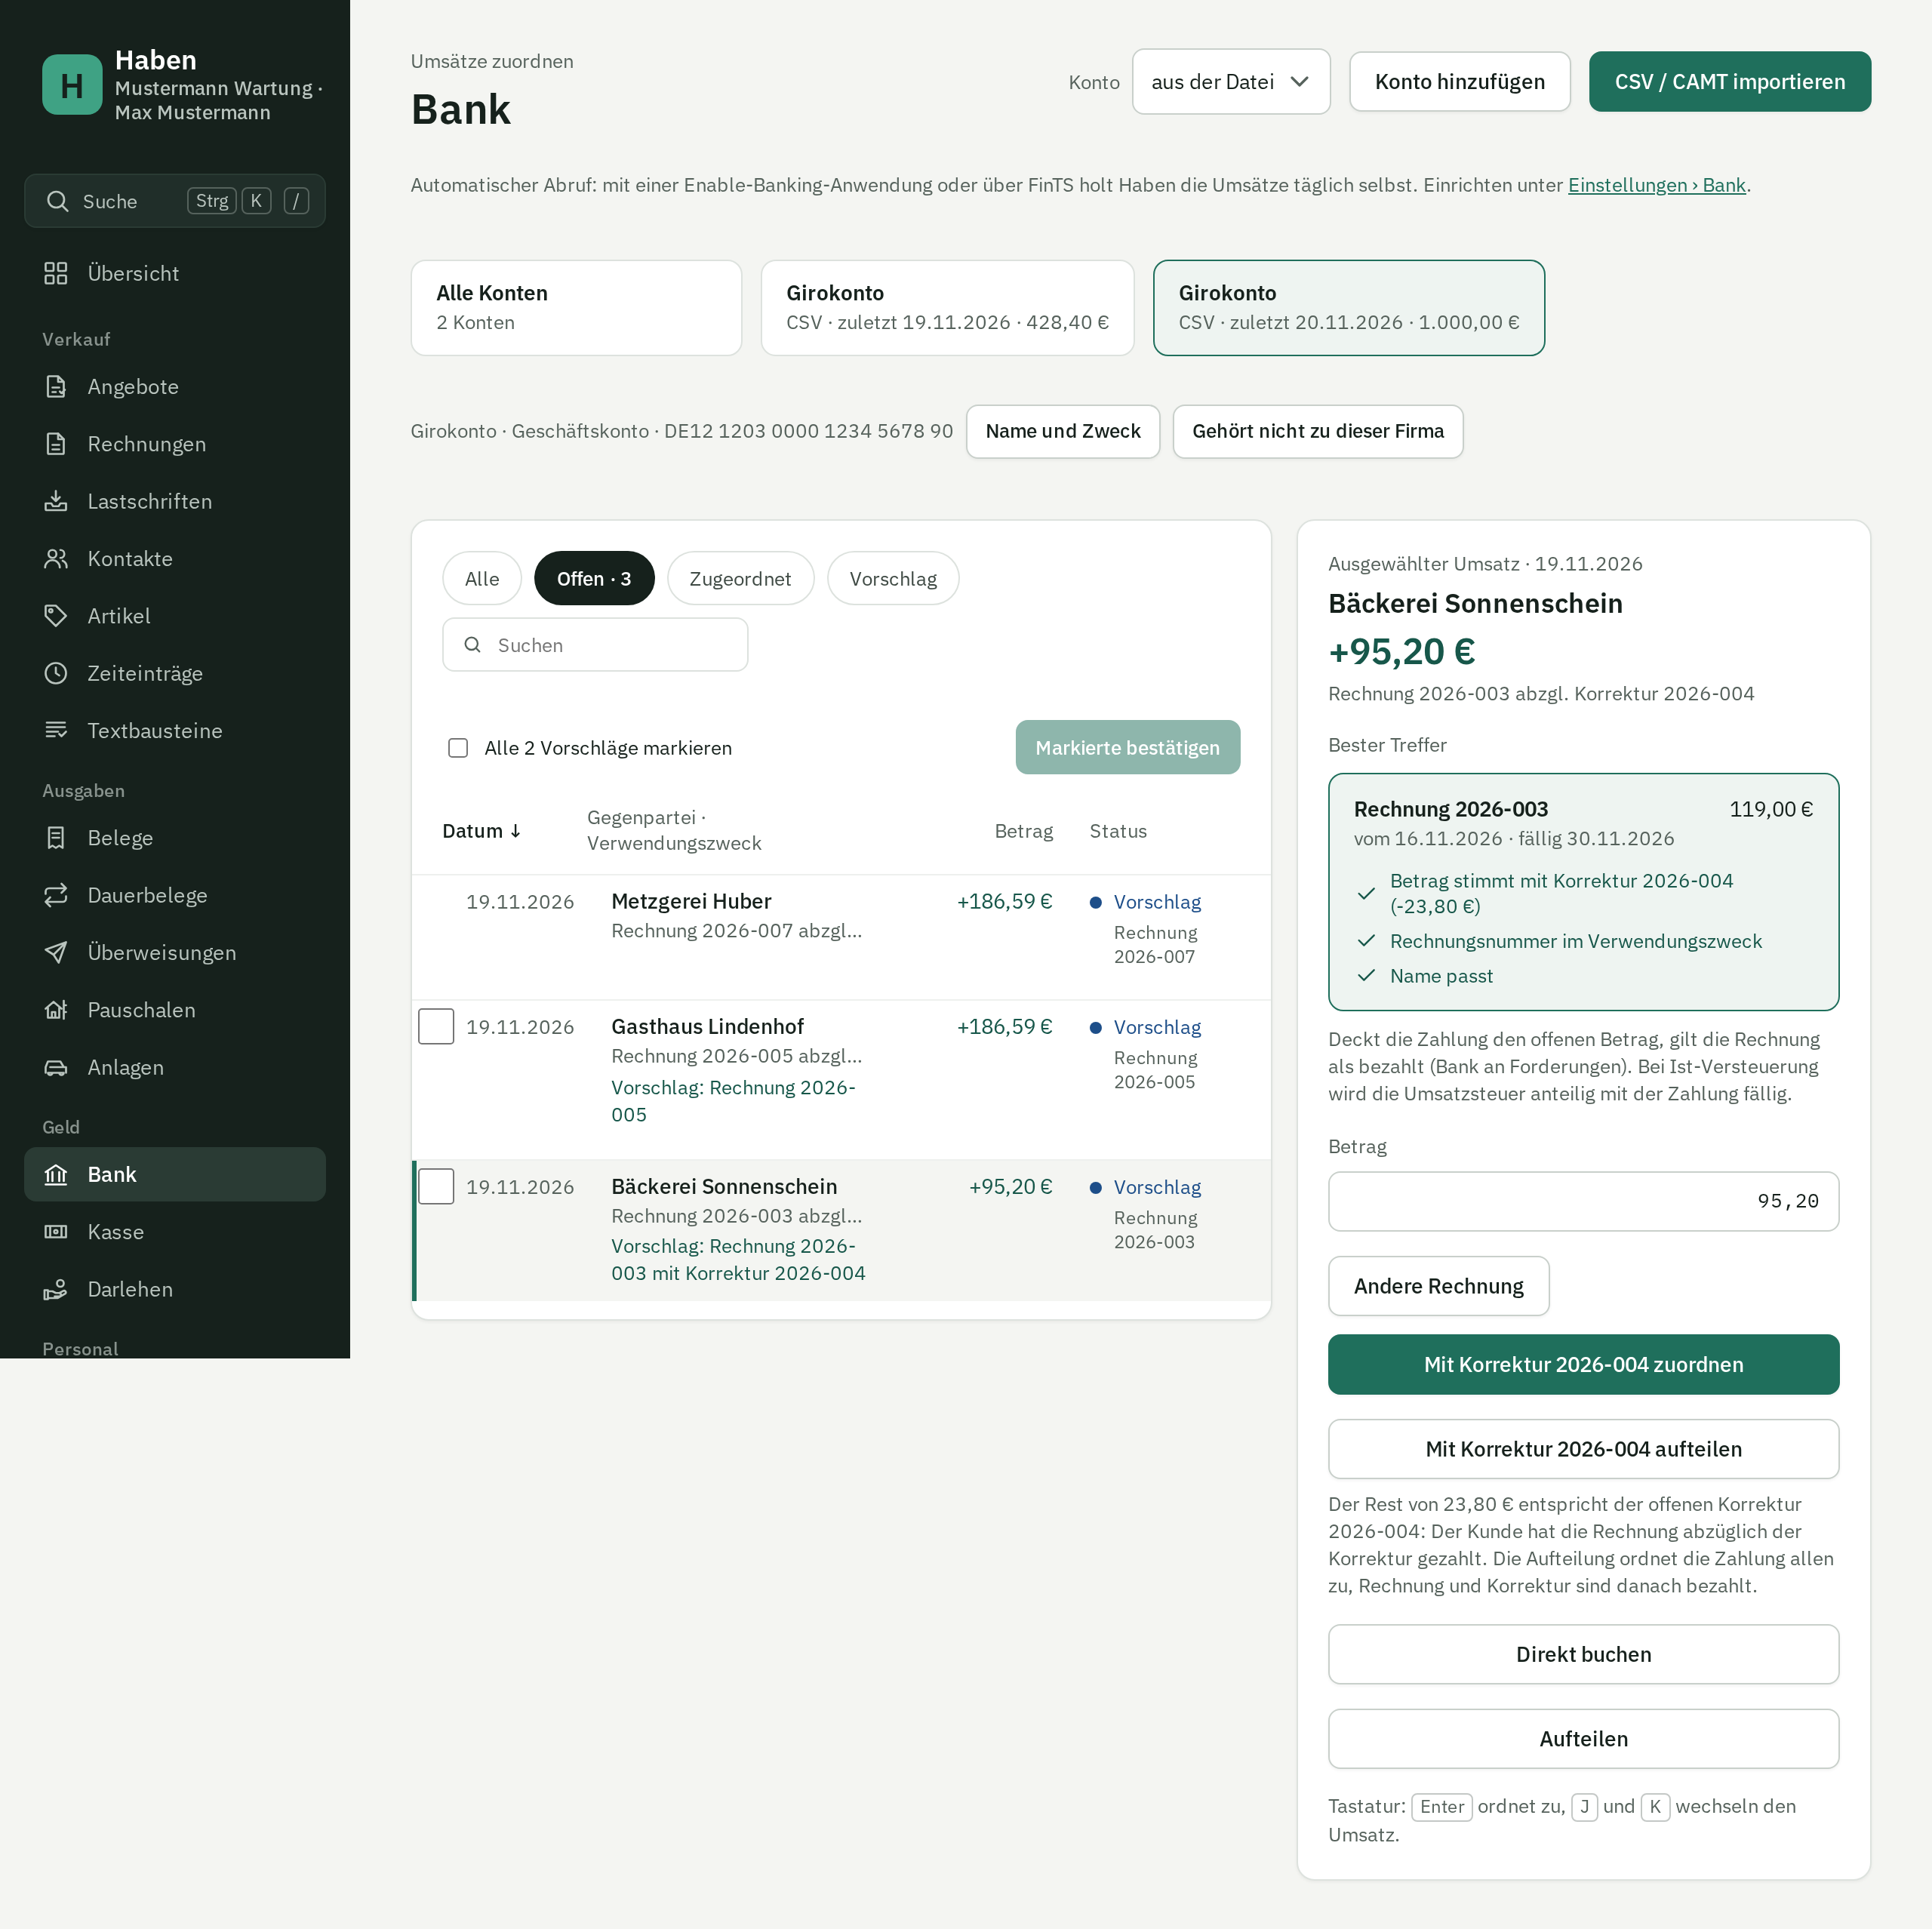 H
Haben
Mustermann Wartung ·
Max Mustermann
Suche Strg K /
Übersicht
Verkauf
Angebote
Rechnungen
Lastschriften
Kontakte
Artikel
Zeiteinträge
Textbausteine
Ausgaben
Belege
Dauerbelege
Überweisungen
Pauschalen
Anlagen
Geld
Bank
Kasse
Darlehen
Personal
Umsätze zuordnen
Bank
Konto aus der Datei Konto hinzufügen CSV / CAMT importieren
Automatischer Abruf: mit einer Enable-Banking-Anwendung oder über FinTS holt Haben die Umsätze täglich selbst. Einrichten unter Einstellungen › Bank.
Alle Konten
2 Konten
Girokonto
CSV · zuletzt 19.11.2026 · 428,40 €
Girokonto
CSV · zuletzt 20.11.2026 · 1.000,00 €
Girokonto · Geschäftskonto · DE12 1203 0000 1234 5678 90 Name und Zweck Gehört nicht zu dieser Firma
Alle Offen · 3 Zugeordnet Vorschlag
Suchen
Alle 2 Vorschläge markieren Markierte bestätigen
Datum ↓ Gegenpartei · Verwendungszweck Betrag Status
19.11.2026 Metzgerei Huber +186,59 € Vorschlag
Rechnung 2026-007 abzgl... Rechnung
2026-007
19.11.2026 Gasthaus Lindenhof +186,59 € Vorschlag
Rechnung 2026-005 abzgl... Rechnung
2026-005
Vorschlag: Rechnung 2026-
005
19.11.2026 Bäckerei Sonnenschein +95,20 € Vorschlag
Rechnung 2026-003 abzgl... Rechnung
2026-003
Vorschlag: Rechnung 2026-
003 mit Korrektur 2026-004
Ausgewählter Umsatz · 19.11.2026
Bäckerei Sonnenschein
+95,20 €
Rechnung 2026-003 abzgl. Korrektur 2026-004
Bester Treffer
Rechnung 2026-003 119,00 €
vom 16.11.2026 · fällig 30.11.2026
Betrag stimmt mit Korrektur 2026-004
(-23,80 €)
Rechnungsnummer im Verwendungszweck
Name passt
Deckt die Zahlung den offenen Betrag, gilt die Rechnung
als bezahlt (Bank an Forderungen). Bei Ist-Versteuerung
wird die Umsatzsteuer anteilig mit der Zahlung fällig.
Betrag
95,20
Andere Rechnung
Mit Korrektur 2026-004 zuordnen
Mit Korrektur 2026-004 aufteilen
Der Rest von 23,80 € entspricht der offenen Korrektur
2026-004: Der Kunde hat die Rechnung abzüglich der
Korrektur gezahlt. Die Aufteilung ordnet die Zahlung allen
zu, Rechnung und Korrektur sind danach bezahlt.
Direkt buchen
Aufteilen
Tastatur: Enter ordnet zu, J und K wechseln den
Umsatz.